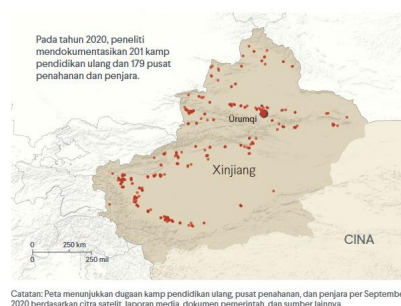 Pada tahun 2020, peneliti
mendokumentasikan 201 kamp
pendidikan ulang dan 179 pusat
penahanan dan penjara.
Ürumqi
Xinjiang
CINA
0 250 km
0 250 mil
Catatan: Peta menunjukkan dugaan kamp pendidikan ulang, pusat penahanan, dan penjara per September
2020 berdasarkan citra satelit, laporan media, dokumen pemerintah, dan sumber lainnya.